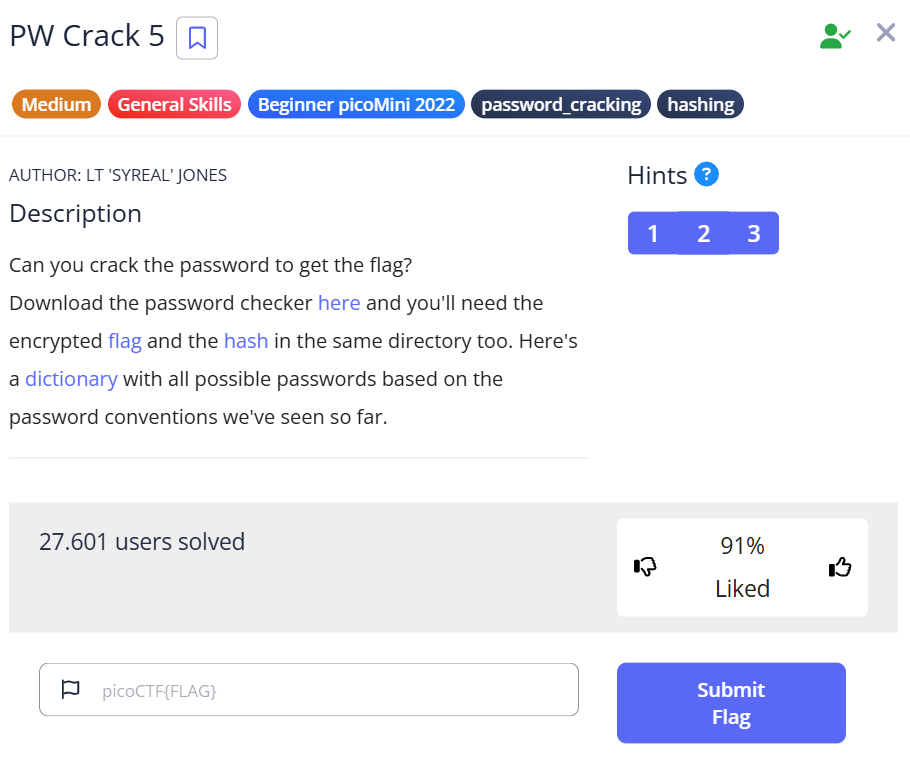 PW Crack 5
Medium General Skills Beginner picoMini 2022 password_cracking hashing
AUTHOR: LT 'SYREAL' JONES
Description
Can you crack the password to get the flag?
Download the password checker here and you'll need the
encrypted flag and the hash in the same directory too. Here's
a dictionary with all possible passwords based on the
password conventions we've seen so far.
Hints ?
1 2 3
27.601 users solved
91%
Liked
picoCTF{FLAG}
Submit
Flag